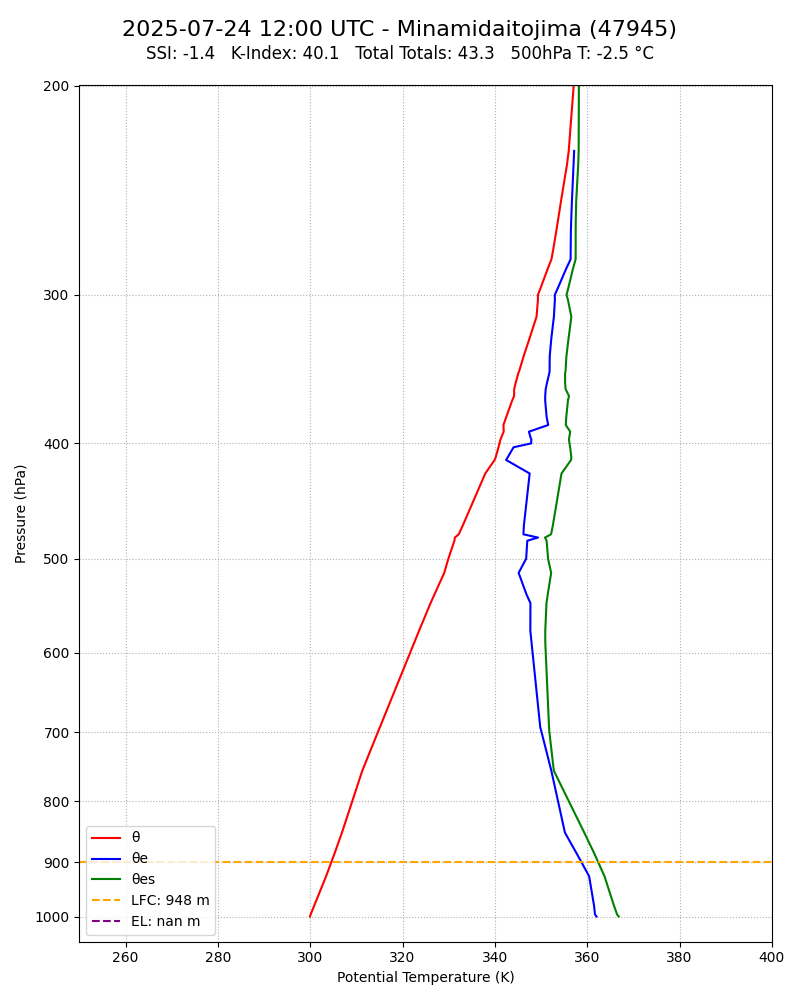 2025-07-24 12:00 UTC - Minamidaitojima (47945)
SSI: -1.4   K-Index: 40.1   Total Totals: 43.3   500hPa T: -2.5 °C
200
300
400
500
600
700
800
900
1000
Pressure (hPa)
θ
θe
θes
LFC: 948 m
EL: nan m
260 280 300 320 340 360 380 400
Potential Temperature (K)